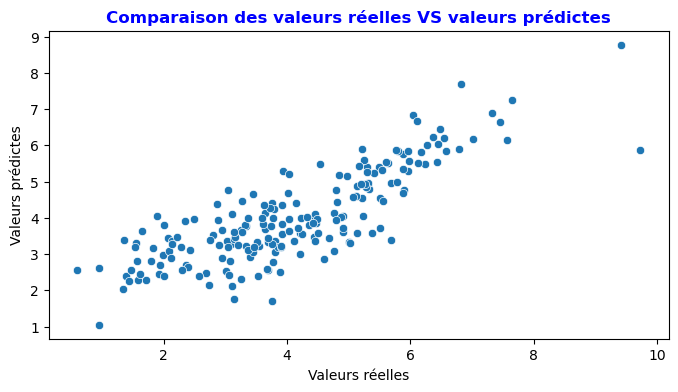 Comparaison des valeurs réelles VS valeurs prédictes
9
8
7
6
5
4
3
2
1
Valeurs prédictes
2 4 6 8 10
Valeurs réelles